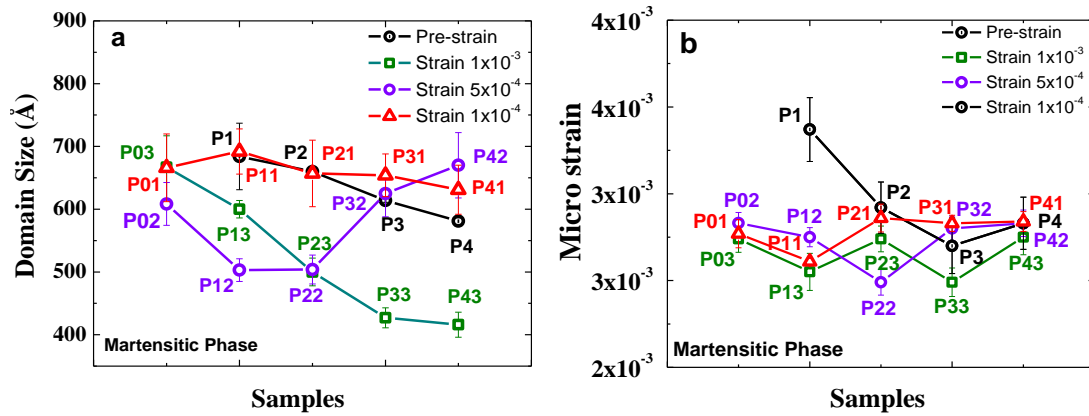 a
Pre-strain
Strain 1x10⁻³
Strain 5x10⁻⁴
Strain 1x10⁻⁴
Domain Size (Å)
900
800
700
600
500
400
P03
P01
P02
P1
P11
P13
P12
P2
P21
P23
P22
P32
P31
P3
P33
P42
P41
P4
P43
Martensitic Phase
Samples
b
Pre-strain
Strain 1x10⁻³
Strain 5x10⁻⁴
Strain 1x10⁻⁴
Micro strain
4x10⁻³
4x10⁻³
3x10⁻³
3x10⁻³
2x10⁻³
P02
P01
P03
P1
P12
P11
P13
P2
P21
P23
P22
P31
P32
P3
P33
P41
P4
P42
P43
Martensitic Phase
Samples